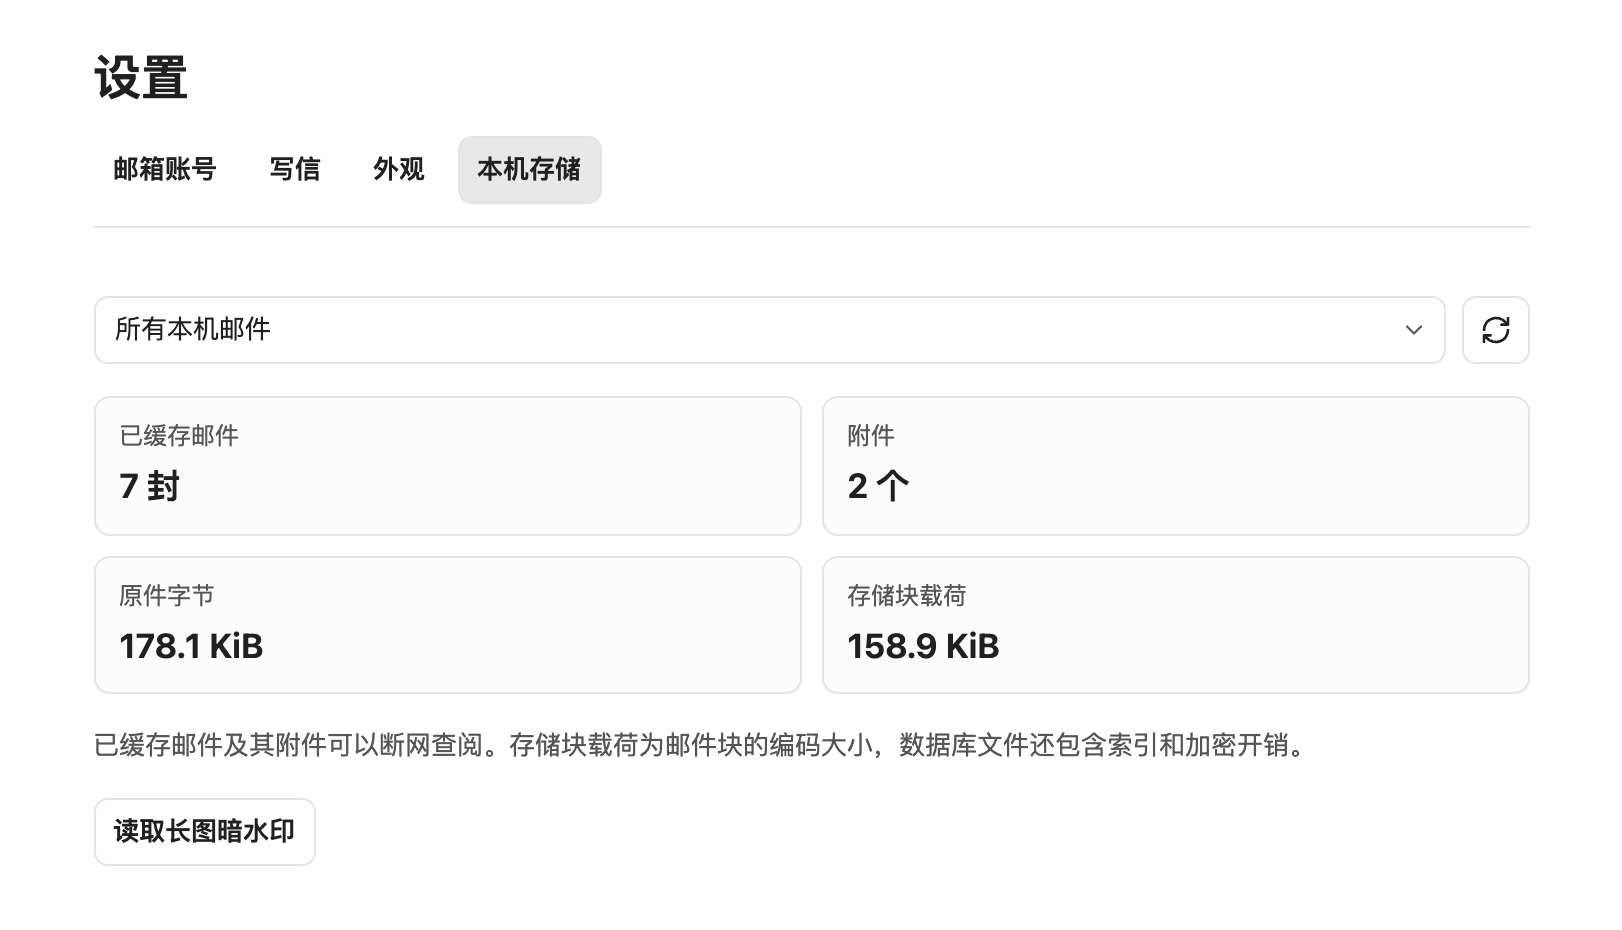 设置
邮箱账号 写信 外观 本机存储
所有本机邮件
已缓存邮件
7 封
附件
2 个
原件字节
178.1 KiB
存储块载荷
158.9 KiB
已缓存邮件及其附件可以断网查阅。存储块载荷为邮件块的编码大小，数据库文件还包含索引和加密开销。
读取长图暗水印